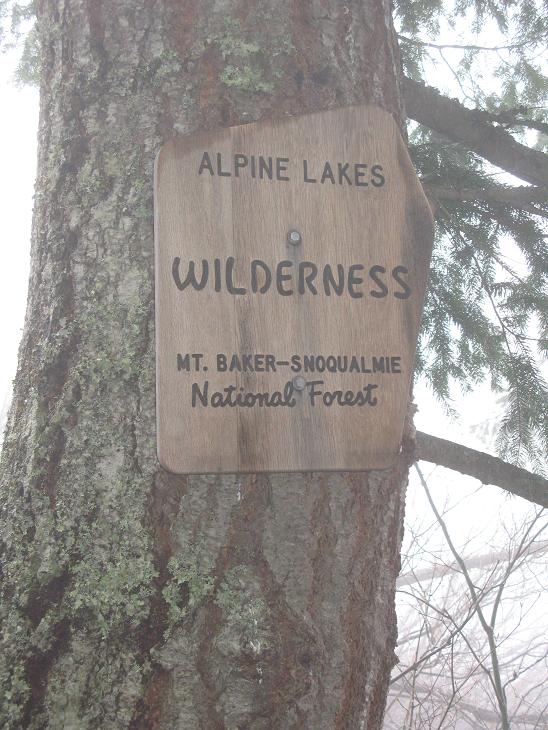 ALPINE LAKES
WILDERNESS
MT. BAKER-SNOQUALMIE
National Forest